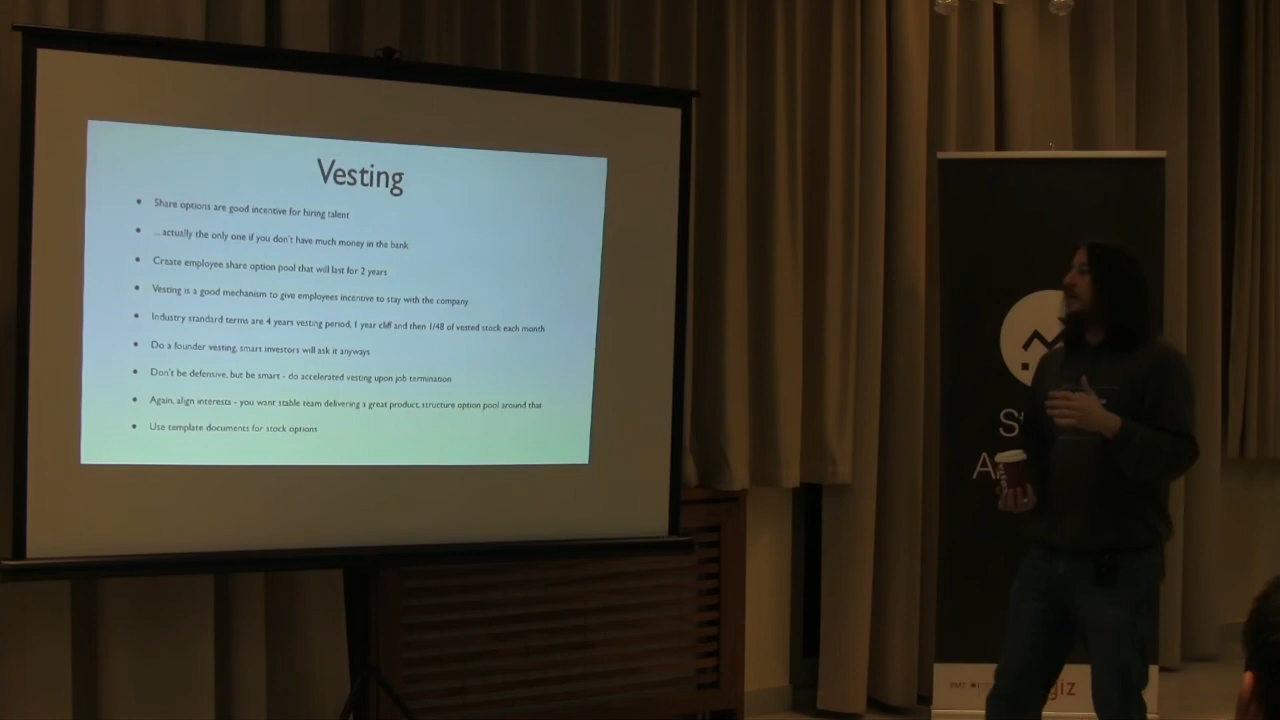 Vesting
• Share options are good incentive for hiring talent
• ...actually the only one if you don't have much money in the bank
• Create employee share option pool that will last for 2 years
• Vesting is a good mechanism to give employees incentive to stay with the company
• Industry standard terms are 4 years vesting period, 1 year cliff and then 1/48 of vested stock each month
• Do a founder vesting, smart investors will ask it anyways
• Don't be defensive, but be smart - do accelerated vesting upon job termination
• Again, align interests - you want stable team delivering a great product, structure option pool around that
• Use template documents for stock options
S
A
giz